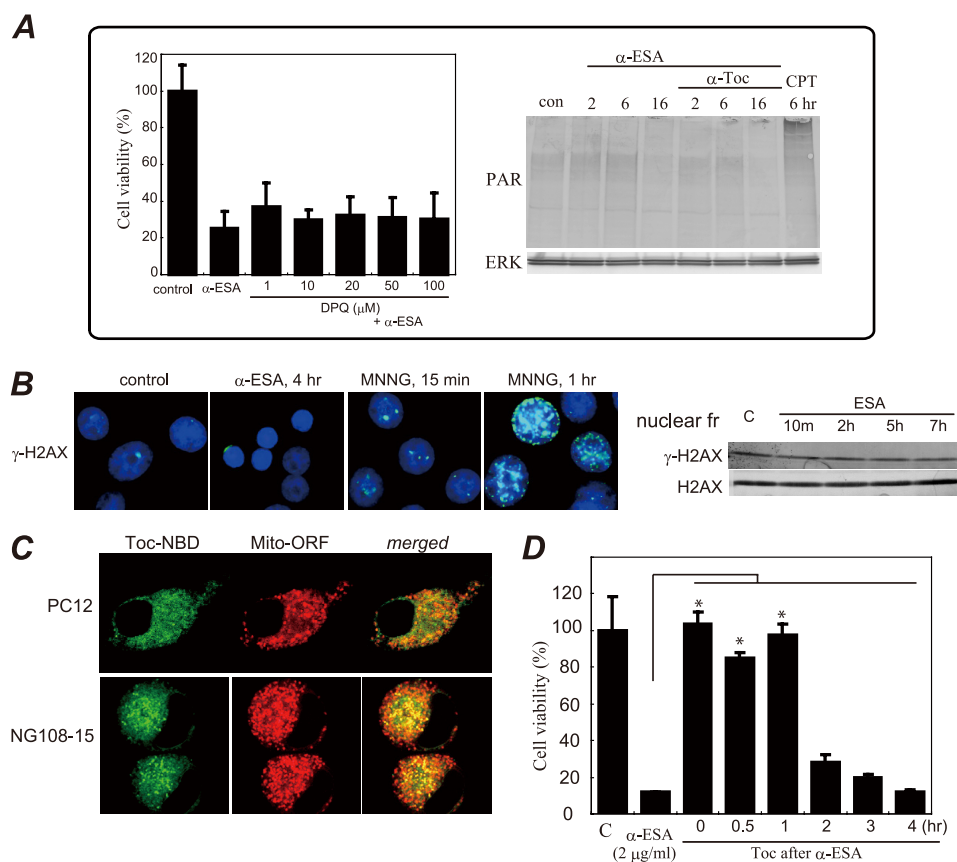 A
120
100
80
60
40
20
0
Cell viability (%)
control
α-ESA
1
10
20
50
100
DPQ (μM)
+ α-ESA
α-ESA
α-Toc
CPT
con
2
6
16
2
6
16
6 hr
PAR
ERK
B
control
α-ESA, 4 hr
MNNG, 15 min
MNNG, 1 hr
γ-H2AX
nuclear fr
C
ESA
10m
2h
5h
7h
γ-H2AX
H2AX
C
Toc-NBD
Mito-ORF
merged
PC12
NG108-15
D
120
100
80
60
40
20
0
Cell viability (%)
*
*
*
C
α-ESA
(2 μg/ml)
0
0.5
1
2
3
4 (hr)
Toc after α-ESA